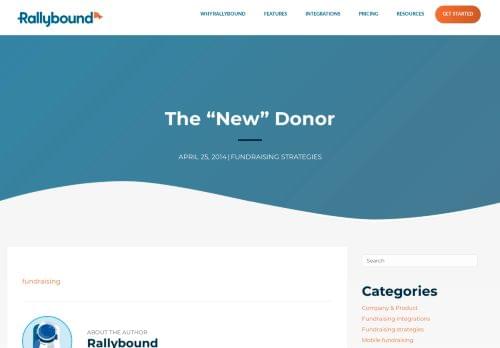 Rallybound
WHY RALLYBOUND FEATURES INTEGRATIONS PRICING RESOURCES GET STARTED
The “New” Donor
APRIL 25, 2014 | FUNDRAISING STRATEGIES
fundraising
Search
Categories
Company & Product
Fundraising integrations
Fundraising strategies
Mobile fundraising
ABOUT THE AUTHOR
Rallybound